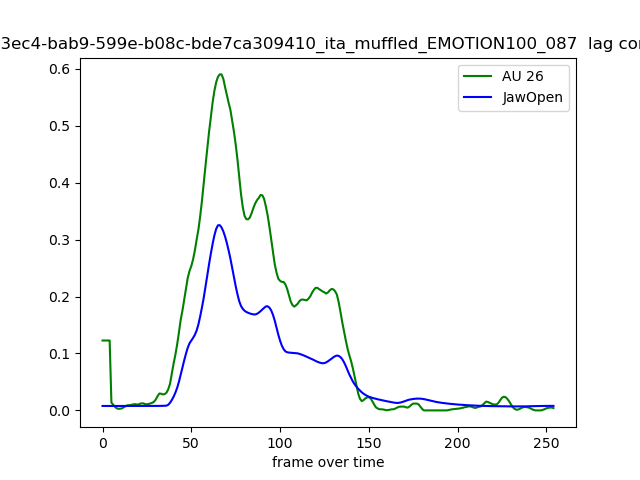 3ec4-bab9-599e-b08c-bde7ca309410_ita_muffled_EMOTION100_087 lag
AU 26
JawOpen
0.6
0.5
0.4
0.3
0.2
0.1
0.0
0 50 100 150 200 250
frame over time